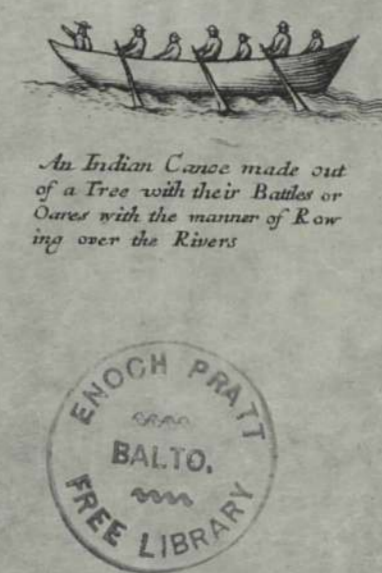 An Indian Canoe made out
of a Tree with their Battles or
Oares with the manner of Row
ing over the Rivers
ENOCH PRATT
BALTO.
FREE LIBRARY